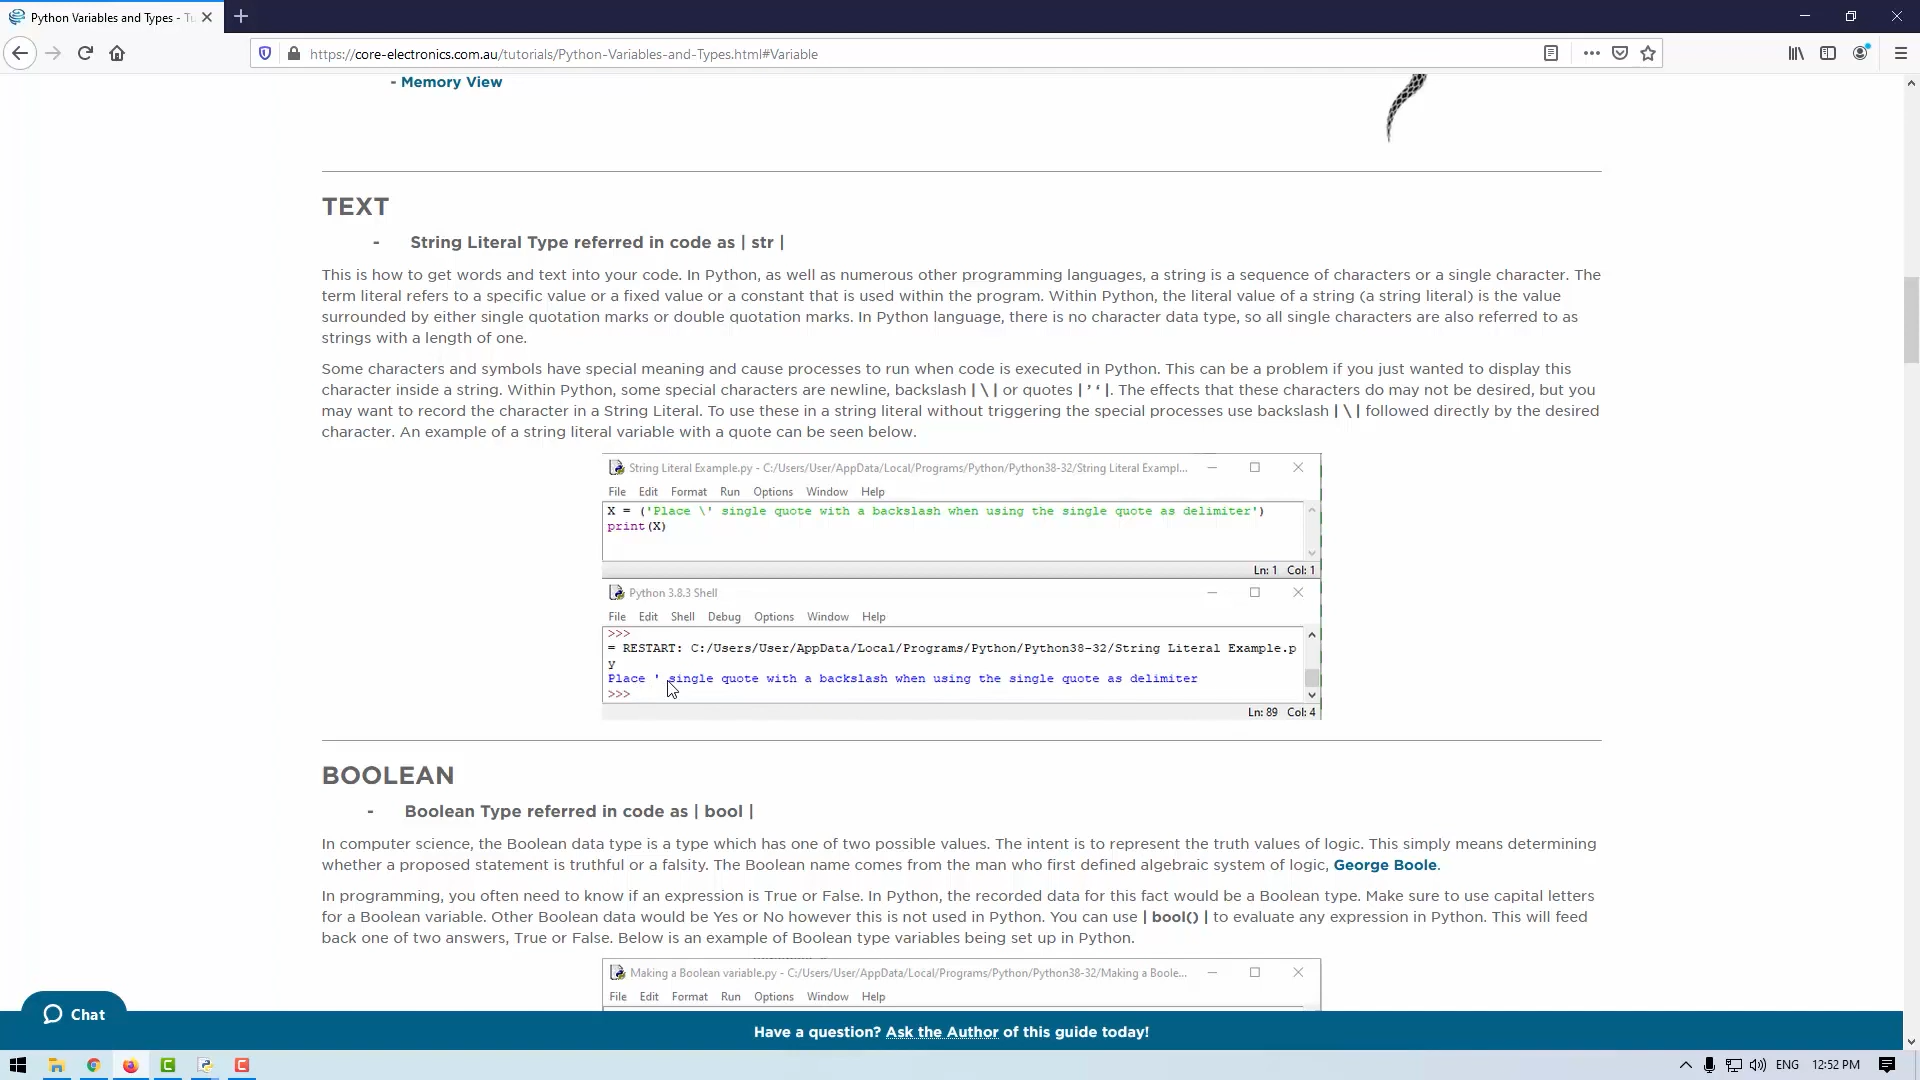 Python Variables and Types - Tu
https://core-electronics.com.au/tutorials/Python-Variables-and-Types.html#Variable
- Memory View
TEXT
- String Literal Type referred in code as | str |
This is how to get words and text into your code. In Python, as well as numerous other programming languages, a string is a sequence of characters or a single character. The
term literal refers to a specific value or a fixed value or a constant that is used within the program. Within Python, the literal value of a string (a string literal) is the value
surrounded by either single quotation marks or double quotation marks. In Python language, there is no character data type, so all single characters are also referred to as
strings with a length of one.
Some characters and symbols have special meaning and cause processes to run when code is executed in Python. This can be a problem if you just wanted to display this
character inside a string. Within Python, some special characters are newline, backslash | \ | or quotes | ’ ‘ |. The effects that these characters do may not be desired, but you
may want to record the character in a String Literal. To use these in a string literal without triggering the special processes use backslash | \ | followed directly by the desired
character. An example of a string literal variable with a quote can be seen below.
String Literal Example.py - C:/Users/User/AppData/Local/Programs/Python/Python38-32/String Literal Exampl...
File Edit Format Run Options Window Help
X = ('Place \' single quote with a backslash when using the single quote as delimiter')
print(X)
Ln: 1 Col: 1
Python 3.8.3 Shell
File Edit Shell Debug Options Window Help
>>>
= RESTART: C:/Users/User/AppData/Local/Programs/Python/Python38-32/String Literal Example.p
y
Place ' single quote with a backslash when using the single quote as delimiter
>>>
Ln: 89 Col: 4
BOOLEAN
- Boolean Type referred in code as | bool |
In computer science, the Boolean data type is a type which has one of two possible values. The intent is to represent the truth values of logic. This simply means determining
whether a proposed statement is truthful or a falsity. The Boolean name comes from the man who first defined algebraic system of logic, George Boole.
In programming, you often need to know if an expression is True or False. In Python, the recorded data for this fact would be a Boolean type. Make sure to use capital letters
for a Boolean variable. Other Boolean data would be Yes or No however this is not used in Python. You can use | bool() | to evaluate any expression in Python. This will feed
back one of two answers, True or False. Below is an example of Boolean type variables being set up in Python.
Making a Boolean variable.py - C:/Users/User/AppData/Local/Programs/Python/Python38-32/Making a Boole...
File Edit Format Run Options Window Help
Chat
Have a question? Ask the Author of this guide today!
ENG 12:52 PM